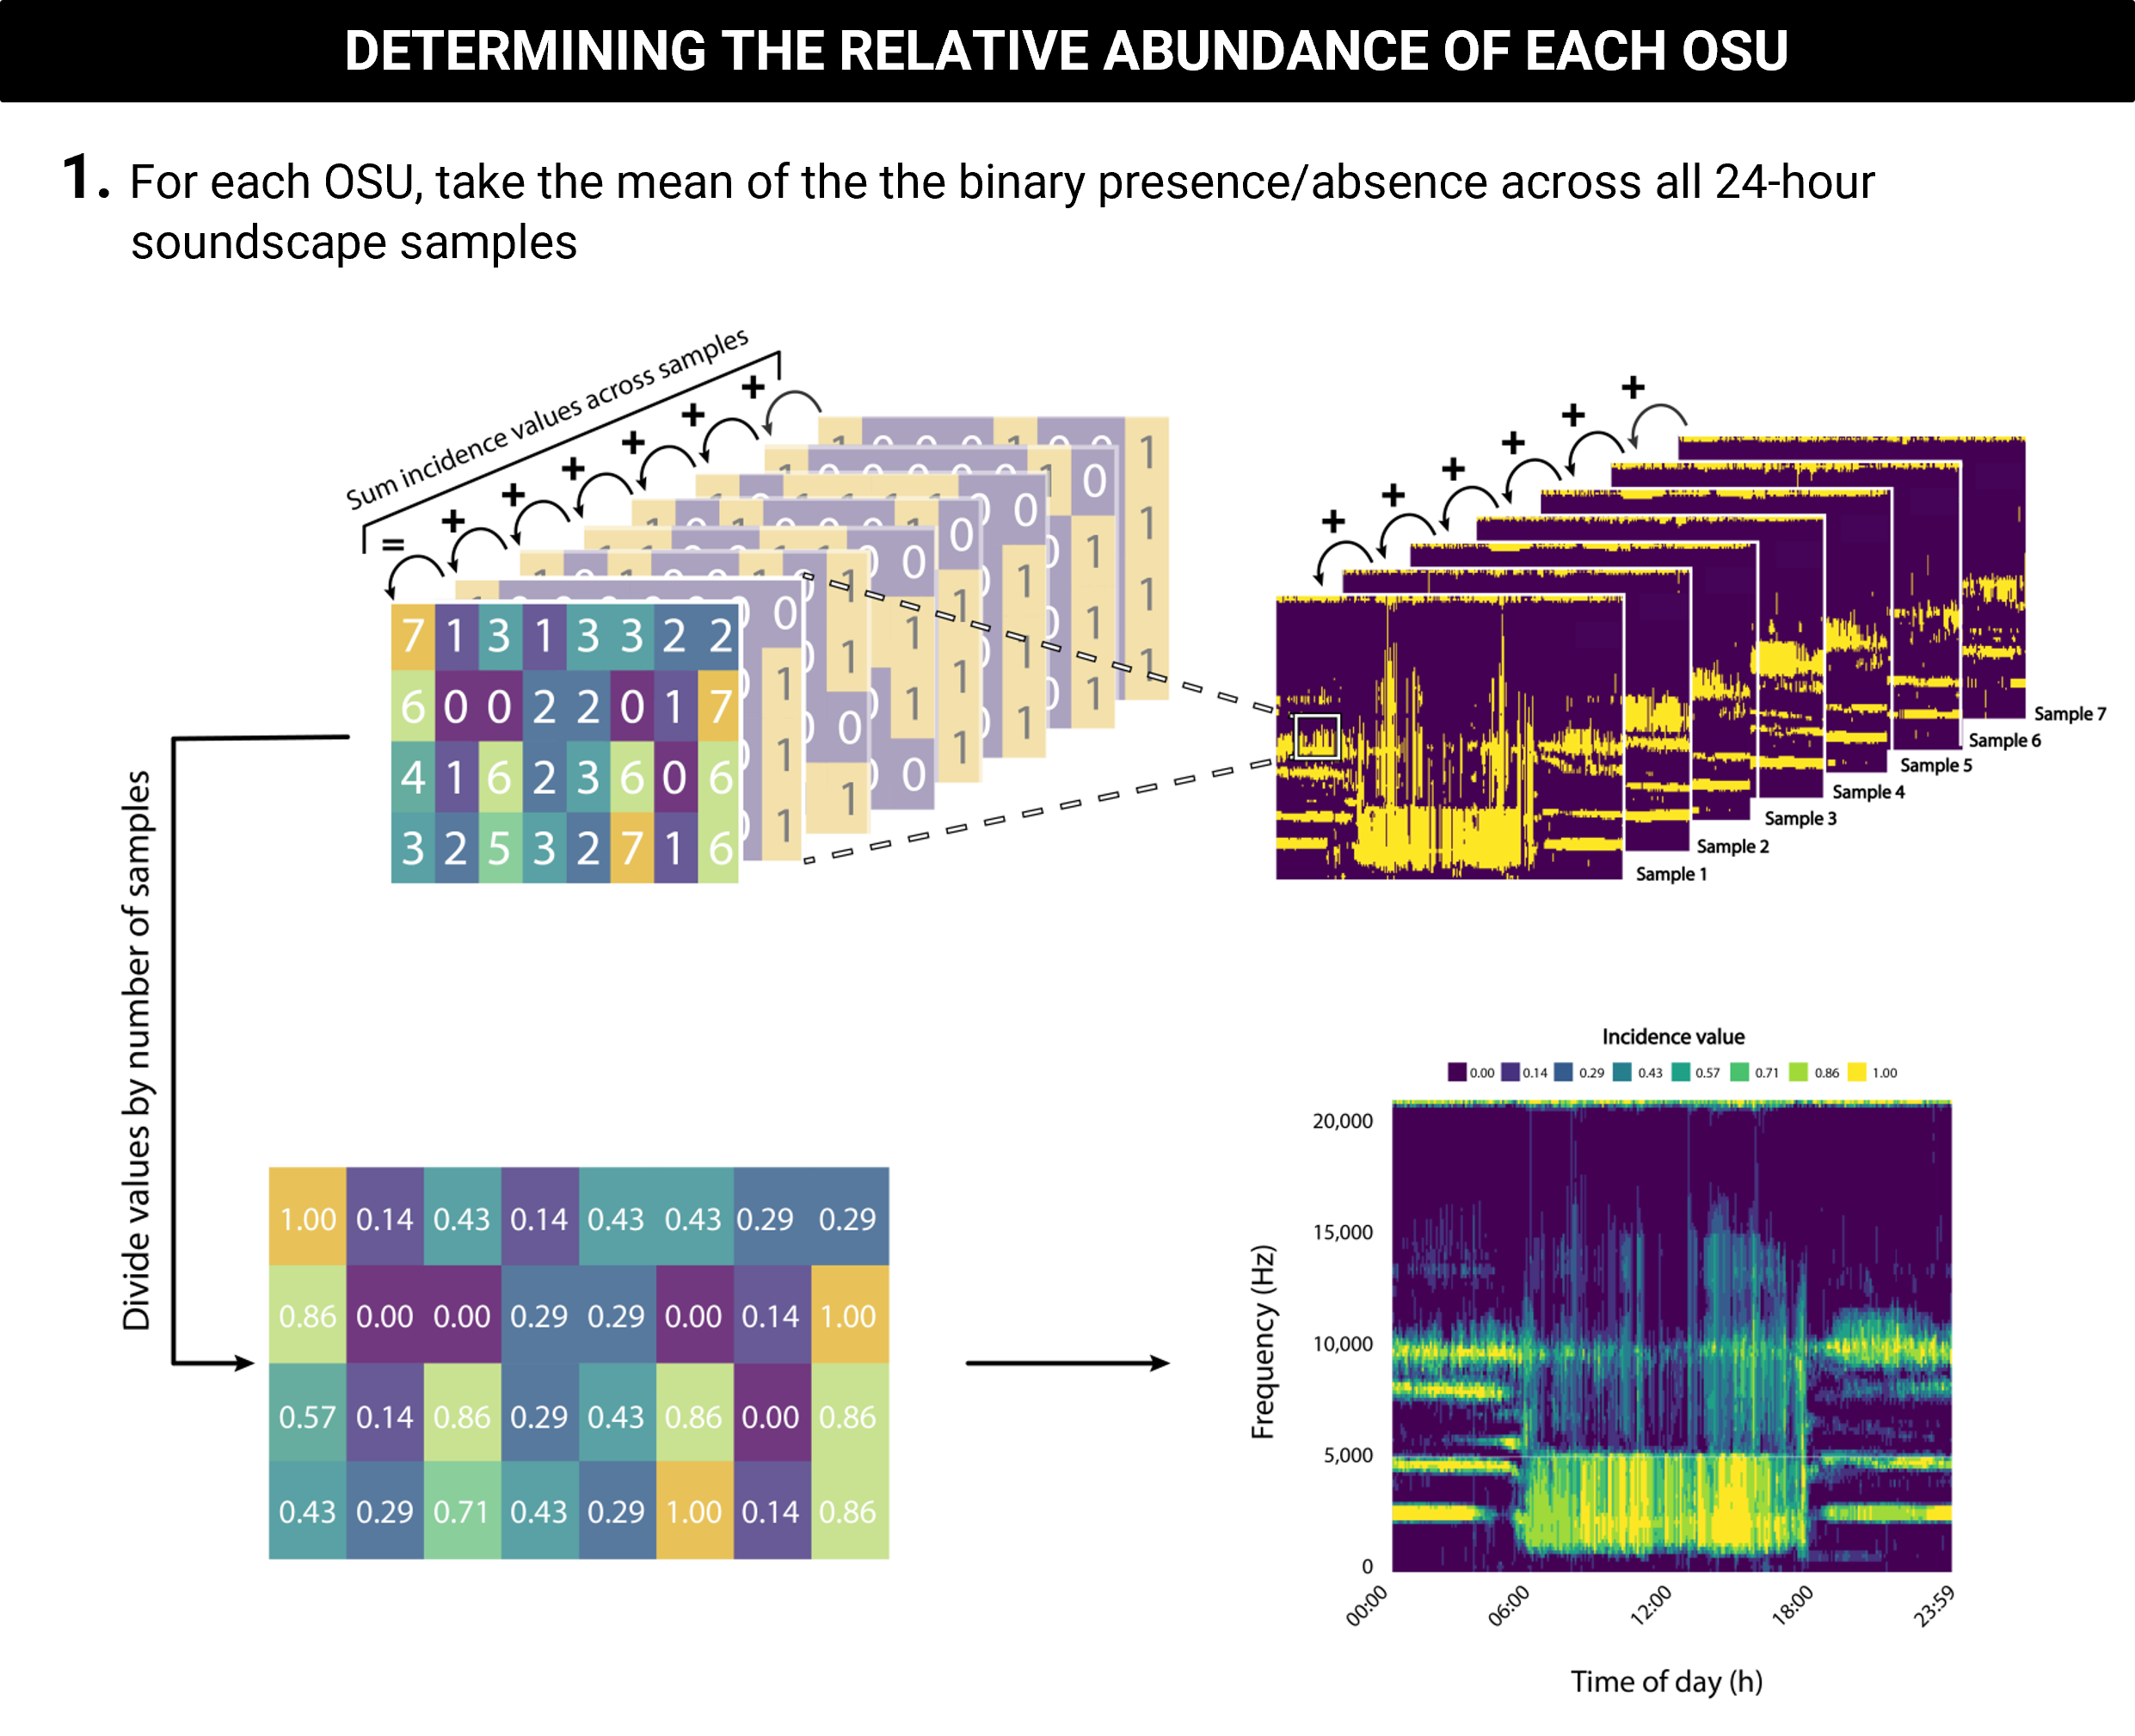 DETERMINING THE RELATIVE ABUNDANCE OF EACH OSU
1. For each OSU, take the mean of the the binary presence/absence across all 24-hour
soundscape samples
Sum incidence values across samples
= + + + + + +
+ + + + + +
7 1 3 1 3 3 2 2
6 0 0 2 2 0 1 7
4 1 6 2 3 6 0 6
3 2 5 3 2 7 1 6
Sample 7
Sample 6
Sample 5
Sample 4
Sample 3
Sample 2
Sample 1
Divide values by number of samples
1.00 0.14 0.43 0.14 0.43 0.43 0.29 0.29
0.86 0.00 0.00 0.29 0.29 0.00 0.14 1.00
0.57 0.14 0.86 0.29 0.43 0.86 0.00 0.86
0.43 0.29 0.71 0.43 0.29 1.00 0.14 0.86
Incidence value
0.00 0.14 0.29 0.43 0.57 0.71 0.86 1.00
Frequency (Hz)
20,000
15,000
10,000
5,000
0
00:00 06:00 12:00 18:00 23:59
Time of day (h)